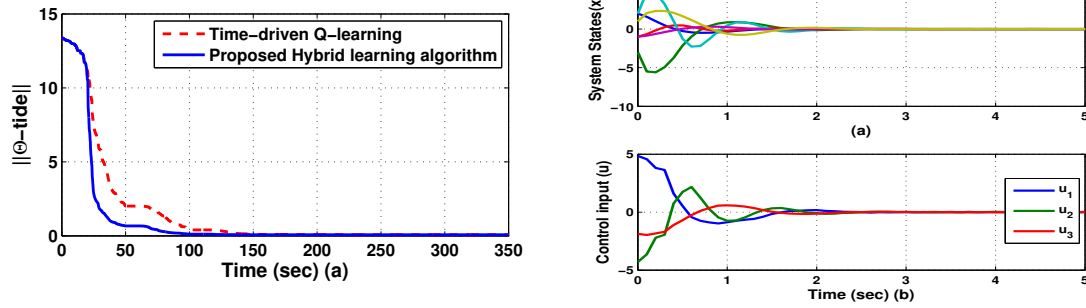 ||Θ−tide||
15
10
5
0
0 50 100 150 200 250 300 350
Time (sec) (a)
Time−driven Q−learning
Proposed Hybrid learning algorithm
System States(x
0
−5
−10
0 1 2 3 4 5
(a)
Control input (u)
5
0
−5
0 1 2 3 4 5
Time (sec) (b)
u1
u2
u3